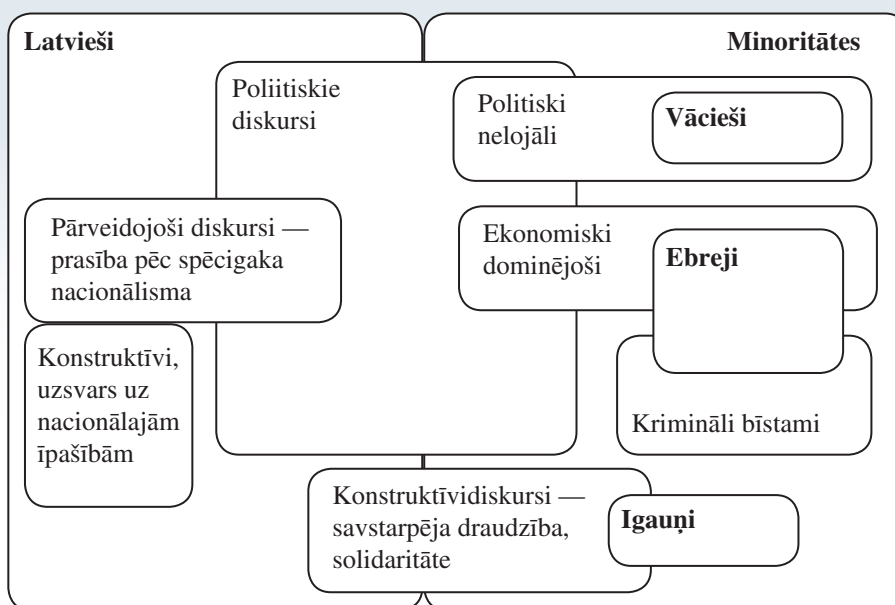 Latvieši
Minoritātes
Poliitiskie
diskursi
Politiski
nelojāli
Vācieši
Pārveidojoši diskursi —
prasība pēc spēcigaka
nacionālisma
Ekonomiski
dominējoši
Ebreji
Konstruktīvi,
uzsvars uz
nacionālajām
īpašībām
Krimināli bīstami
Konstruktīvidiskursi —
savstarpēja draudzība,
solidaritāte
Igauņi